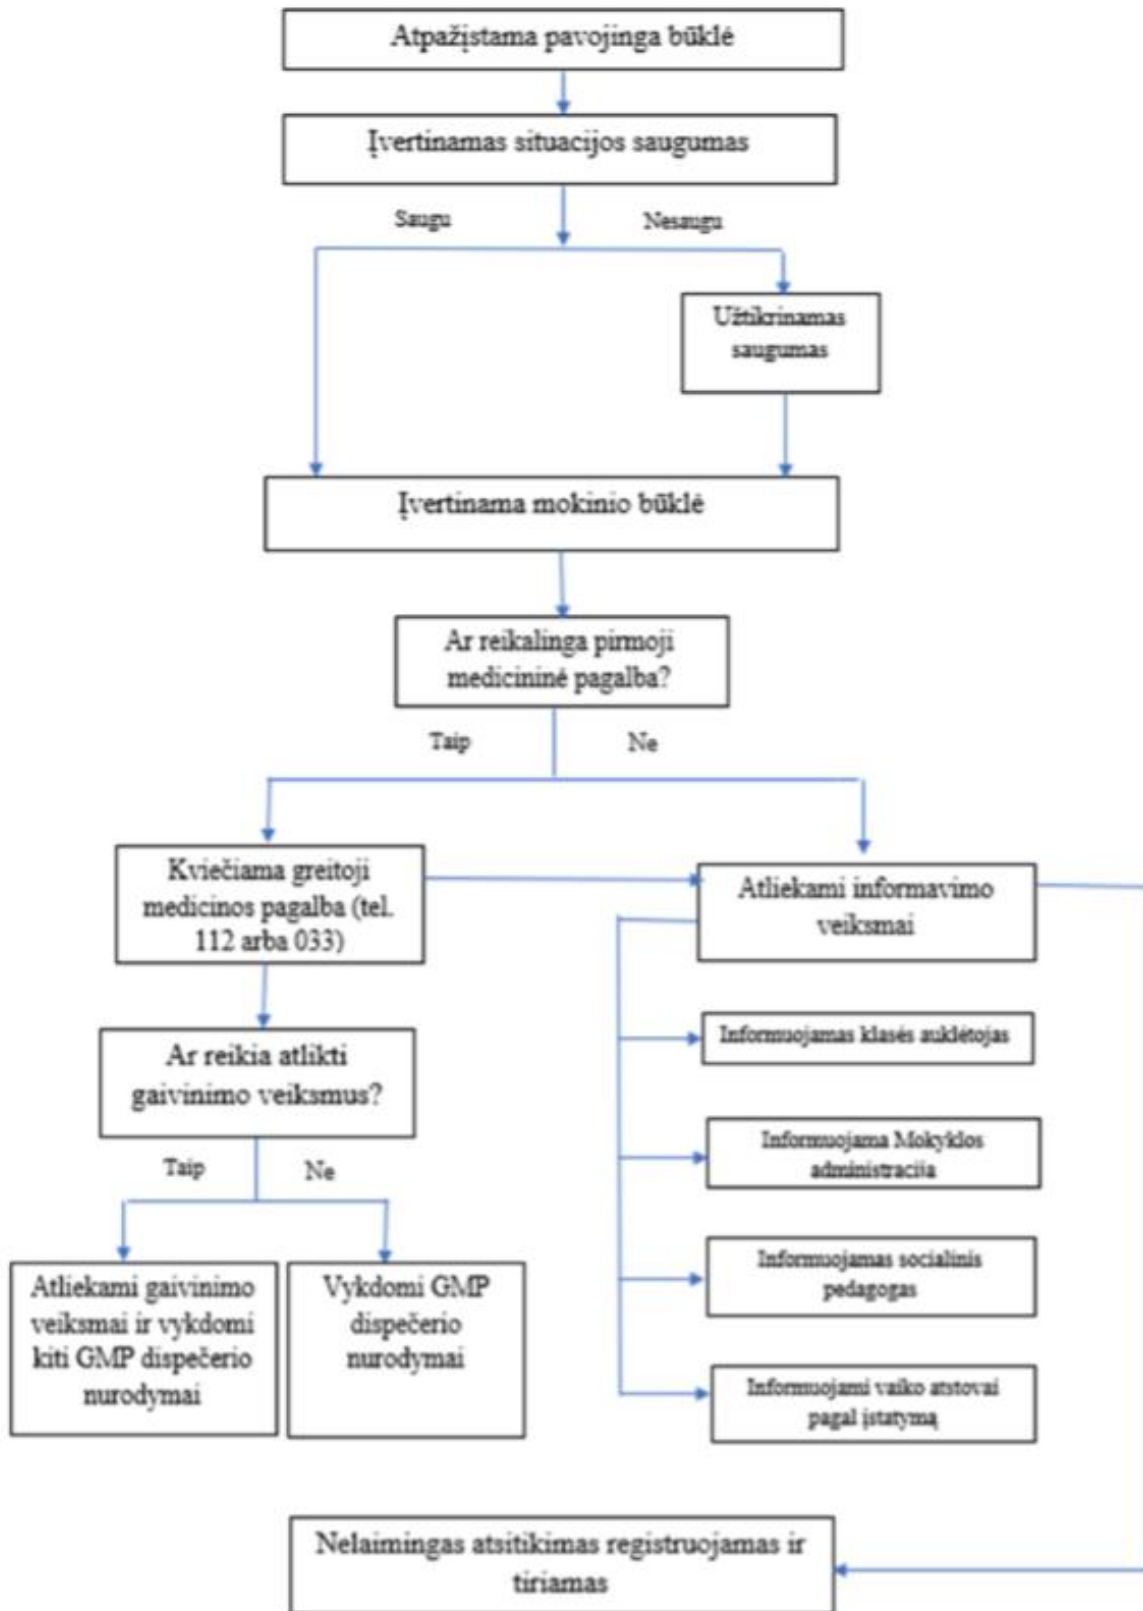 Atpažįstama pavojinga būklė
Įvertinamas situacijos saugumas
Saugu
Nesaugu
Užtikrinamas
saugumas
Įvertinama mokinio būklė
Ar reikalinga pirmoji
medicininė pagalba?
Taip
Ne
Kviečiama greitoji
medicinos pagalba (tel.
112 arba 033)
Atliekami informavimo
veiksmai
Ar reikia atlikti
gaivinimo veiksmus?
Taip
Ne
Atliekami gaivinimo
veiksmai ir vykdomi
kiti GMP dispečerio
nurodymai
Vykdomi GMP
dispečerio
nurodymai
Informuojamas klasės auklėtojas
Informuojama Mokyklos
administracija
Informuojamas socialinis
pedagogas
Informuojami vaiko atstovai
pagal įstatymą
Nelaimingas atsitikimas registruojamas ir
tiriamas